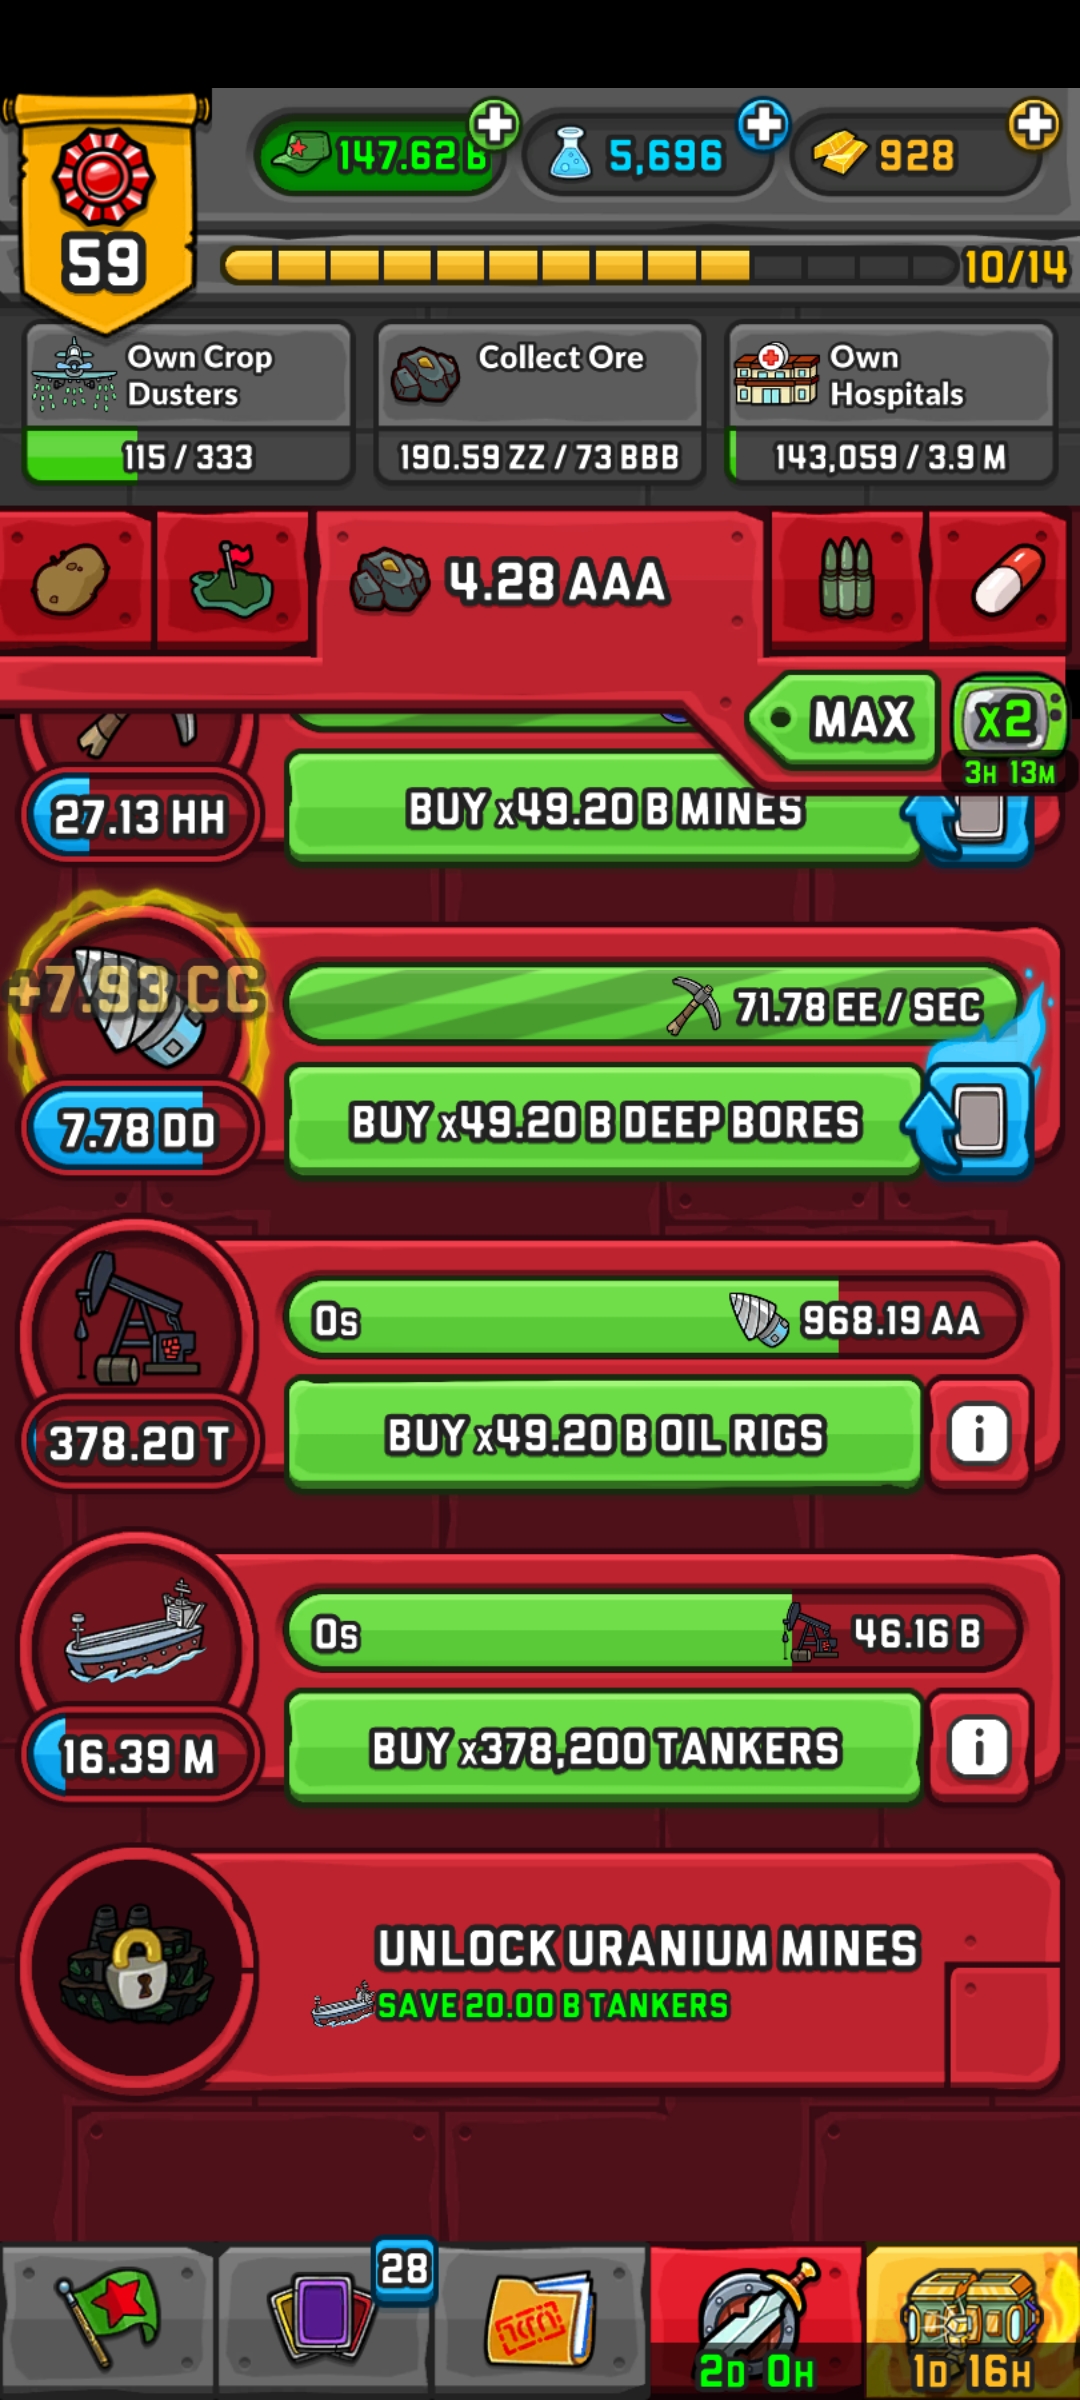 147.62 B
5,696
928
59
10/14
Own Crop
Dusters
115 / 333
Collect Ore
190.59 ZZ / 73 BBB
Own
Hospitals
143,059 / 3.9 M
4.28 AAA
MAX
x2
3H 13M
27.13 HH
BUY x49.20 B MINES
+7.93 CC
71.78 EE / SEC
7.78 DD
BUY x49.20 B DEEP BORES
0s
968.19 AA
378.20 T
BUY x49.20 B OIL RIGS
i
0s
46.16 B
16.39 M
BUY x378,200 TANKERS
i
UNLOCK URANIUM MINES
SAVE 20.00 B TANKERS
28
2D 0H
1D 16H